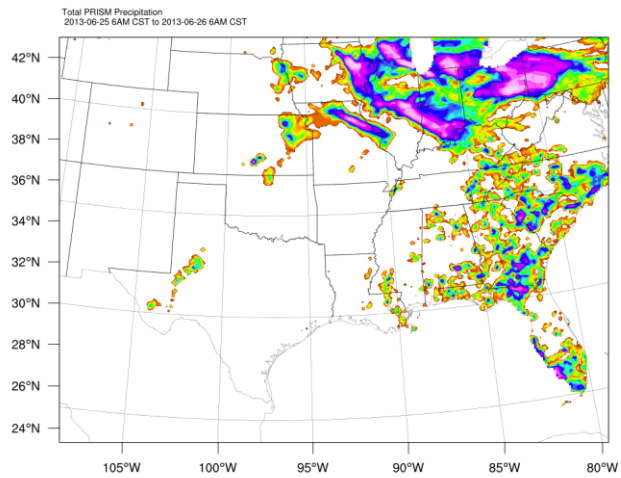 Total PRISM Precipitation
2013-06-25 6AM CST to 2013-06-26 6AM CST
42°N
40°N
38°N
36°N
34°N
32°N
30°N
28°N
26°N
24°N
105°W 100°W 95°W 90°W 85°W 80°W